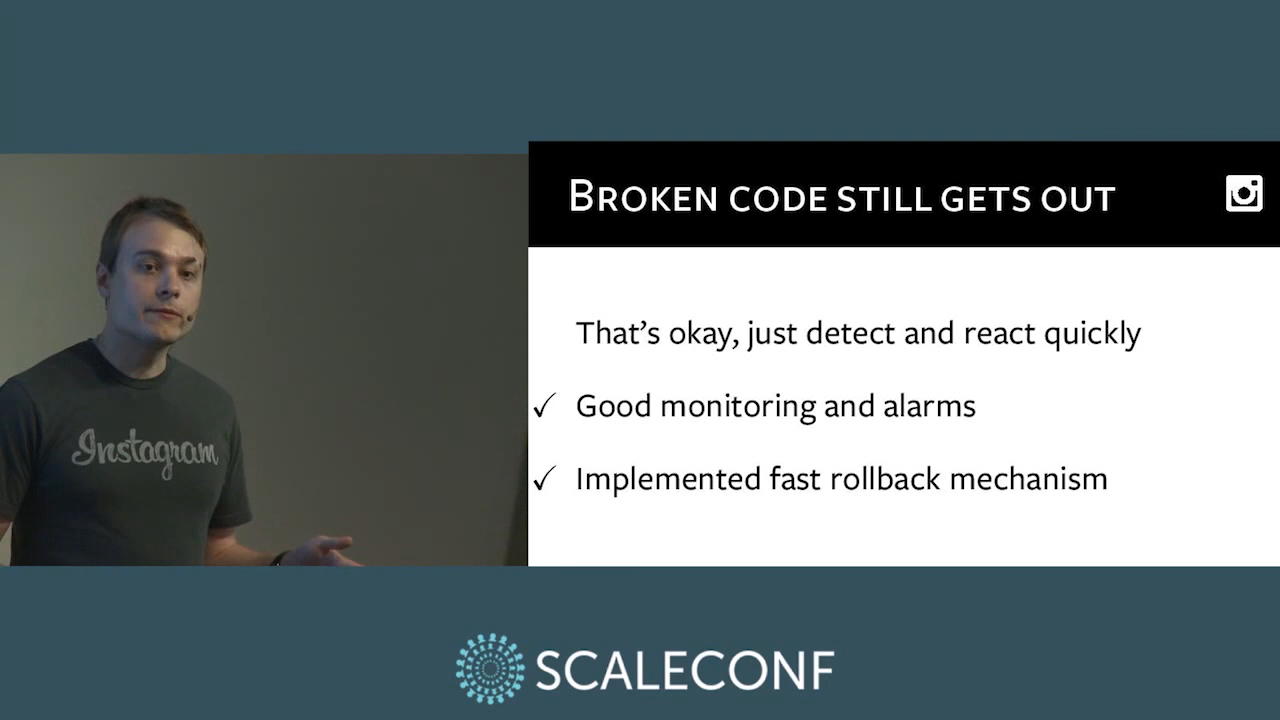 Broken code still gets out
That's okay, just detect and react quickly
✓ Good monitoring and alarms
✓ Implemented fast rollback mechanism
Instagram
SCALECONF